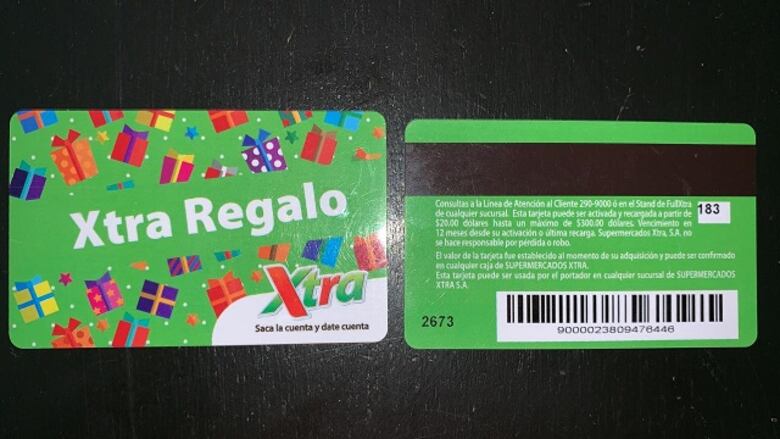 Xtra Regalo
Xtra
Saca la cuenta y date cuenta
Consultas a la Línea de Atención al Cliente 290-9000 ó en el Stand de FullXtra
de cualquier sucursal. Esta tarjeta puede ser activada y recargada a partir de
$20.00 dólares hasta un máximo de $300.00 dólares. Vencimiento en
12 meses desde su activación o última recarga. Supermercados Xtra, S.A. no
se hace responsable por pérdida o robo.
183
El valor de la tarjeta fue establecido al momento de su adquisición y puede ser confirmado
en cualquier caja de SUPERMERCADOS XTRA.
Esta tarjeta puede ser usada por el portador en cualquier sucursal de SUPERMERCADOS
XTRA S.A.
2673
9000023809476446